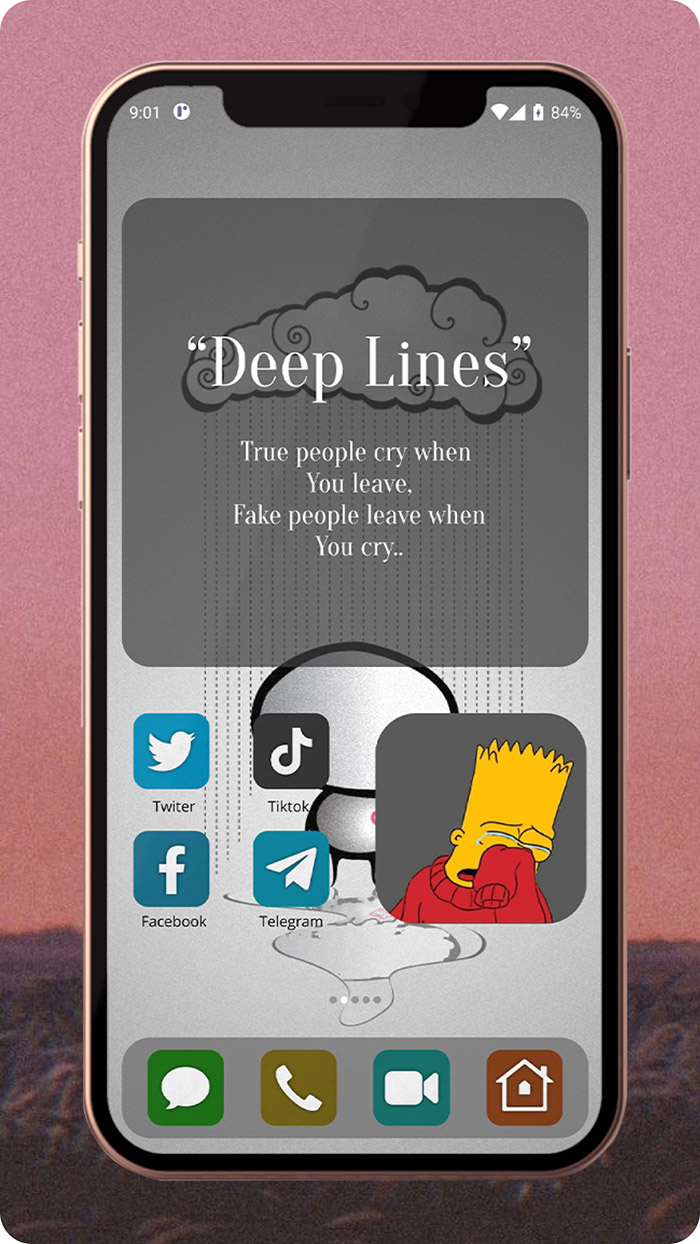 9:01
84%
“Deep Lines”
True people cry when
You leave,
Fake people leave when
You cry..
Twiter
Tiktok
Facebook
Telegram